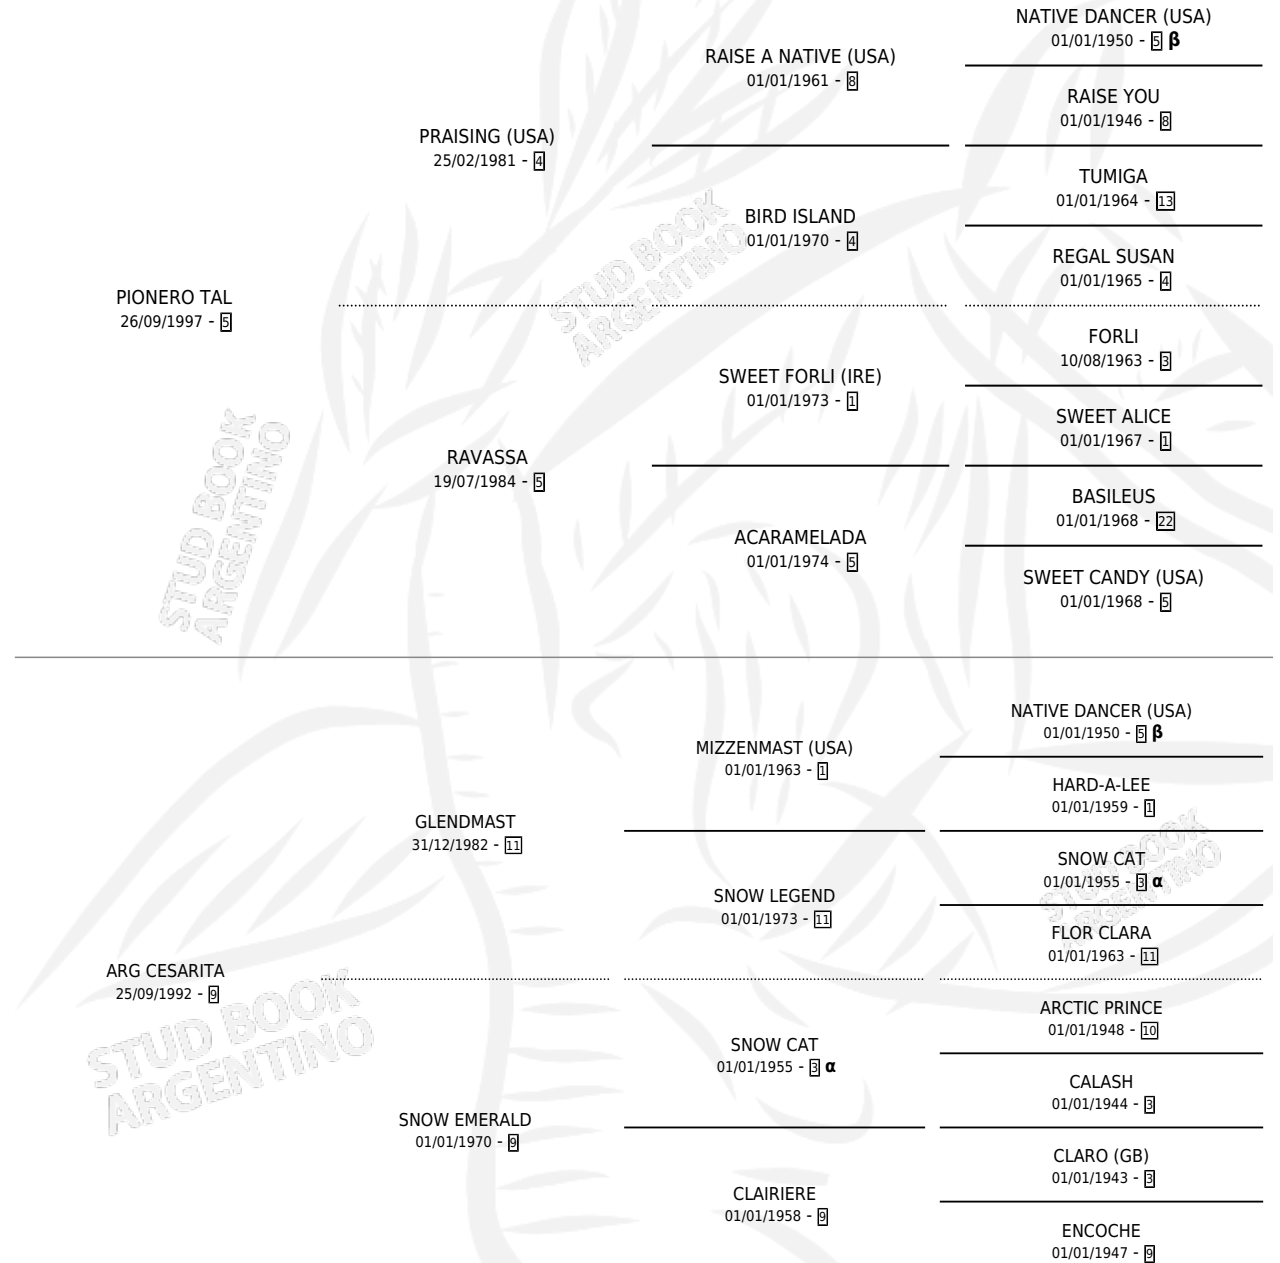 NATIVE DANCER (USA)
01/01/1950 - 5 β
RAISE A NATIVE (USA)
01/01/1961 - 8
RAISE YOU
01/01/1946 - 8
PRAISING (USA)
25/02/1981 - 4
TUMIGA
01/01/1964 - 13
BIRD ISLAND
01/01/1970 - 4
REGAL SUSAN
01/01/1965 - 4
STUD BOOK
ARGENTINO
PIONERO TAL
26/09/1997 - 5
FORLI
10/08/1963 - 3
SWEET FORLI (IRE)
01/01/1973 - 1
SWEET ALICE
01/01/1967 - 1
RAVASSA
19/07/1984 - 5
BASILEUS
01/01/1968 - 22
ACARAMELADA
01/01/1974 - 5
SWEET CANDY (USA)
01/01/1968 - 5
STUD BOOK
ARGENTINO
NATIVE DANCER (USA)
01/01/1950 - 5 β
MIZZENMAST (USA)
01/01/1963 - 1
HARD-A-LEE
01/01/1959 - 1
GLENDMAST
31/12/1982 - 11
SNOW CAT
01/01/1955 - 3 α
SNOW LEGEND
01/01/1973 - 11
FLOR CLARA
01/01/1963 - 11
STUD BOOK
ARGENTINO
ARG CESARITA
25/09/1992 - 9
ARCTIC PRINCE
01/01/1948 - 10
SNOW CAT
01/01/1955 - 3 α
CALASH
01/01/1944 - 3
SNOW EMERALD
01/01/1970 - 9
CLARO (GB)
01/01/1943 - 3
CLAIRIERE
01/01/1958 - 9
ENCOCHE
01/01/1947 - 9
STUD BOOK
ARGENTINO